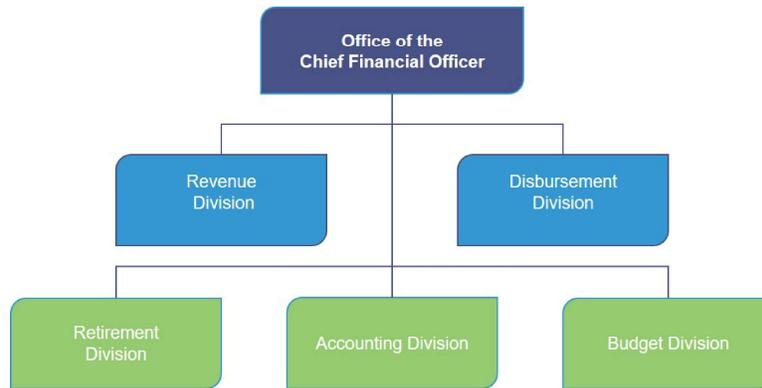 Office of the
Chief Financial Officer
Revenue
Division
Disbursement
Division
Retirement
Division
Accounting Division
Budget Division